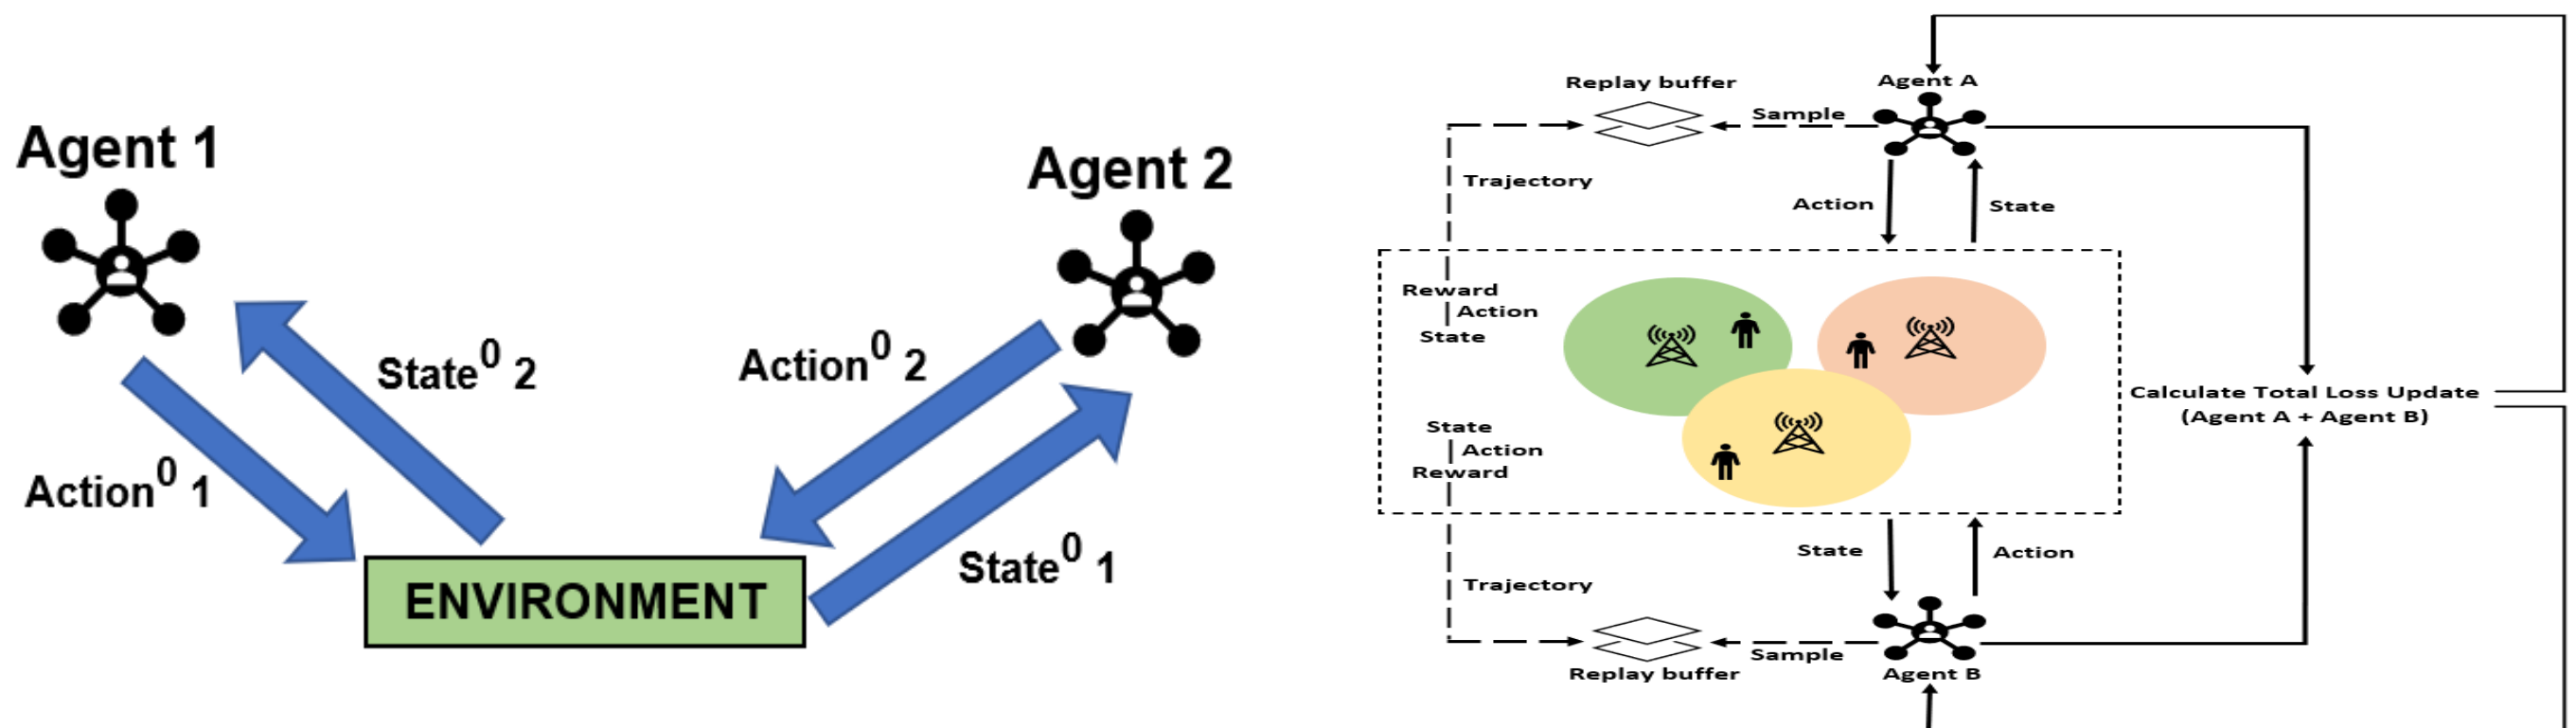 Agent 1
Agent 2
State⁰ 2
Action⁰ 2
Action⁰ 1
State⁰ 1
ENVIRONMENT
Agent A
Replay buffer
Sample
Trajectory
Action
State
Reward
Action
State
Calculate Total Loss Update
(Agent A + Agent B)
State
Action
Reward
State
Action
Trajectory
Sample
Replay buffer
Agent B